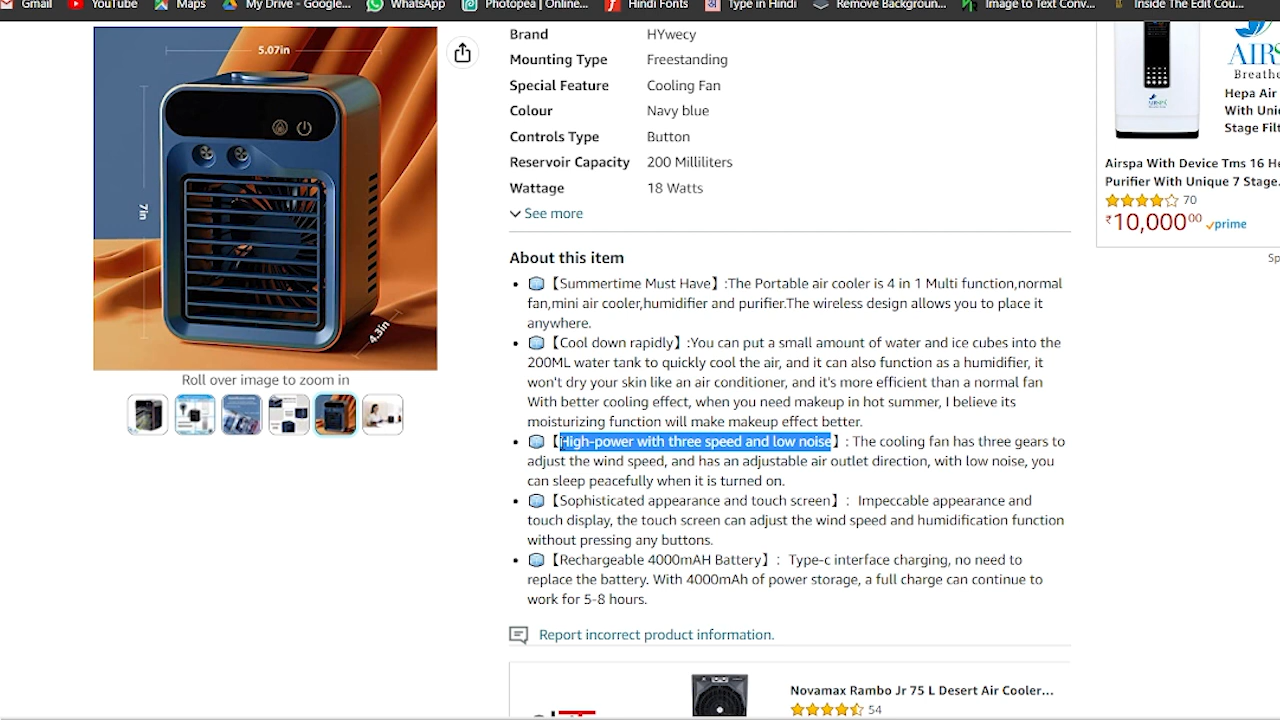 Gmail YouTube Maps My Drive - Google... WhatsApp Photopea | Online... Hindi Fonts Type in Hindi Remove Backgroun... Image to Text Conv... Inside The Edit Cou...
5.07in
7in
4.3in
Roll over image to zoom in
Brand HYwecy
Mounting Type Freestanding
Special Feature Cooling Fan
Colour Navy blue
Controls Type Button
Reservoir Capacity 200 Milliliters
Wattage 18 Watts
See more
About this item
【Summertime Must Have】:The Portable air cooler is 4 in 1 Multi function,normal
fan,mini air cooler,humidifier and purifier.The wireless design allows you to place it
anywhere.
【Cool down rapidly】:You can put a small amount of water and ice cubes into the
200ML water tank to quickly cool the air, and it can also function as a humidifier, it
won't dry your skin like an air conditioner, and it's more efficient than a normal fan
With better cooling effect, when you need makeup in hot summer, I believe its
moisturizing function will make makeup effect better.
【High-power with three speed and low noise】: The cooling fan has three gears to
adjust the wind speed, and has an adjustable air outlet direction, with low noise, you
can sleep peacefully when it is turned on.
【Sophisticated appearance and touch screen】: Impeccable appearance and
touch display, the touch screen can adjust the wind speed and humidification function
without pressing any buttons.
【Rechargeable 4000mAH Battery】: Type-c interface charging, no need to
replace the battery. With 4000mAh of power storage, a full charge can continue to
work for 5-8 hours.
Report incorrect product information.
Novamax Rambo Jr 75 L Desert Air Cooler...
54
AIRS
Breathe
Hepa Air
With Uni
Stage Filt
Airspa With Device Tms 16 He
Purifier With Unique 7 Stage.
70
₹10,000⁰⁰ prime
Sp